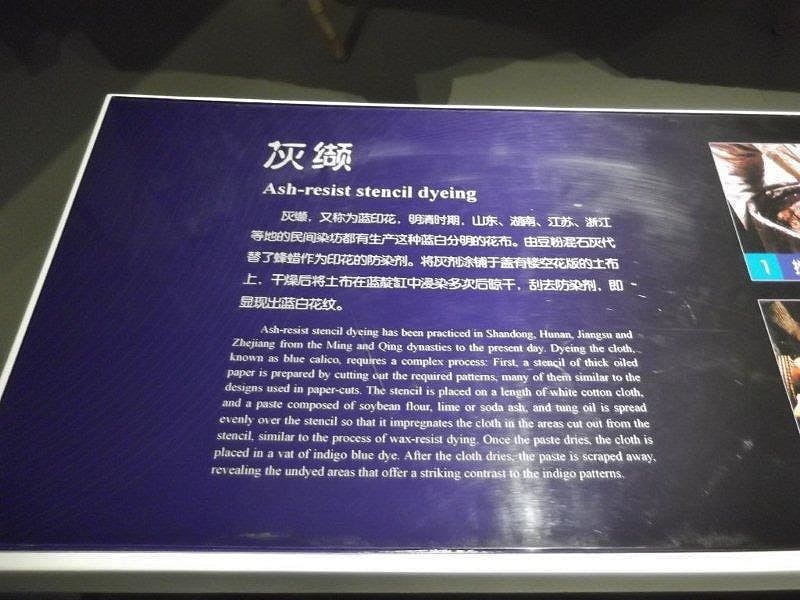 灰缬
Ash-resist stencil dyeing
灰缬，又称为蓝印花，明清时期，山东、湖南、江苏、浙江
等地的民间染坊都有生产这种蓝白分明的花布。由豆粉混石灰代
替了蜂蜡作为印花的防染剂。将灰剂涂铺于盖有镂空花版的土布
上，干燥后将土布在蓝靛缸中浸染多次后晾干，刮去防染剂，即
显现出蓝白花纹。
Ash-resist stencil dyeing has been practiced in Shandong, Hunan, Jiangsu and
Zhejiang from the Ming and Qing dynasties to the present day. Dyeing the cloth,
known as blue calico, requires a complex process: First, a stencil of thick oiled
paper is prepared by cutting out the required patterns, many of them similar to the
designs used in paper-cuts. The stencil is placed on a length of white cotton cloth,
and a paste composed of soybean flour, lime or soda ash, and tung oil is spread
evenly over the stencil so that it impregnates the cloth in the areas cut out from the
stencil, similar to the process of wax-resist dying. Once the paste dries, the cloth is
placed in a vat of indigo blue dye. After the cloth dries, the paste is scraped away,
revealing the undyed areas that offer a striking contrast to the indigo patterns.
1